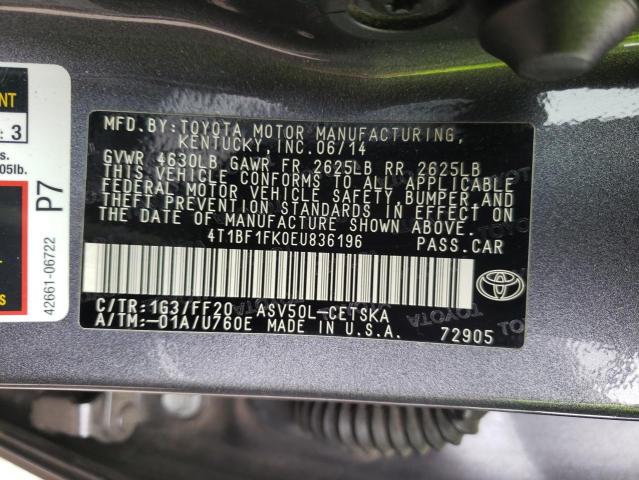 MFD.BY:TOYOTA MOTOR MANUFACTURING,
KENTUCKY, INC.06/14
GVWR 4630LB GAWR FR 2625LB RR 2625LB
THIS VEHICLE CONFORMS TO ALL APPLICABLE
FEDERAL MOTOR VEHICLE SAFETY,BUMPER, AND
THEFT PREVENTION STANDARDS IN EFFECT ON
THE DATE OF MANUFACTURE SHOWN ABOVE.
4T1BF1FK0EU836196 PASS.CAR
C/TR:1G3/FF20 ASV50L-CETSKA
A/TM:-01A/U760E MADE IN U.S.A.
72905
TOYOTA
: 3
P7
42661-06722